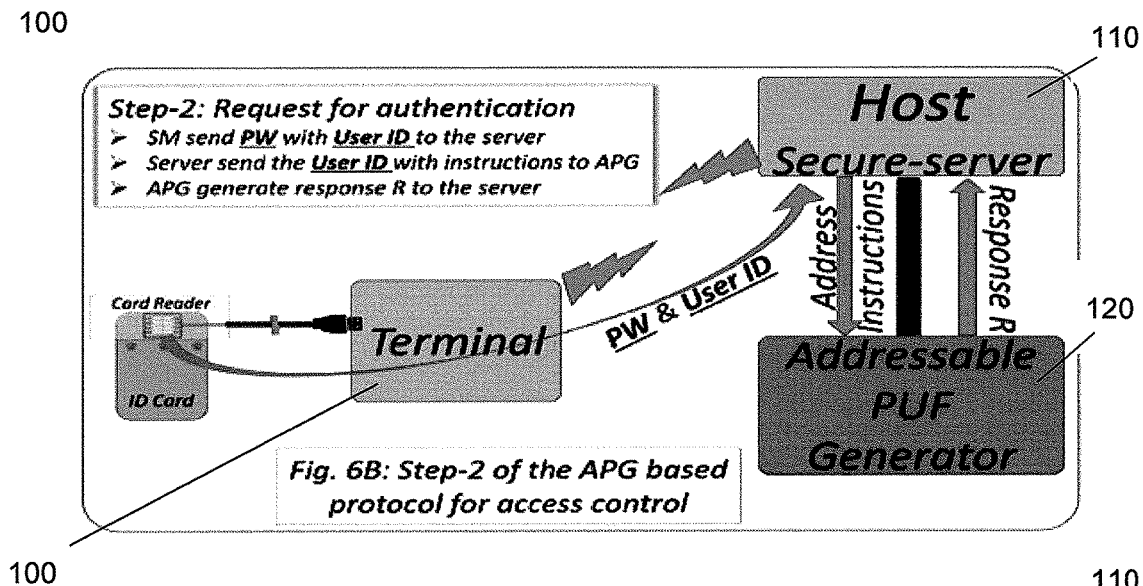 100
110
Step-2: Request for authentication
➢ SM send PW with User ID to the server
➢ Server send the User ID with instructions to APG
➢ APG generate response R to the server
Host
Secure-server
Address
Instructions
Response R
PW & User ID
Card Reader
ID Card
Terminal
120
Addressable
PUF
Generator
Fig. 6B: Step-2 of the APG based
protocol for access control
100
110